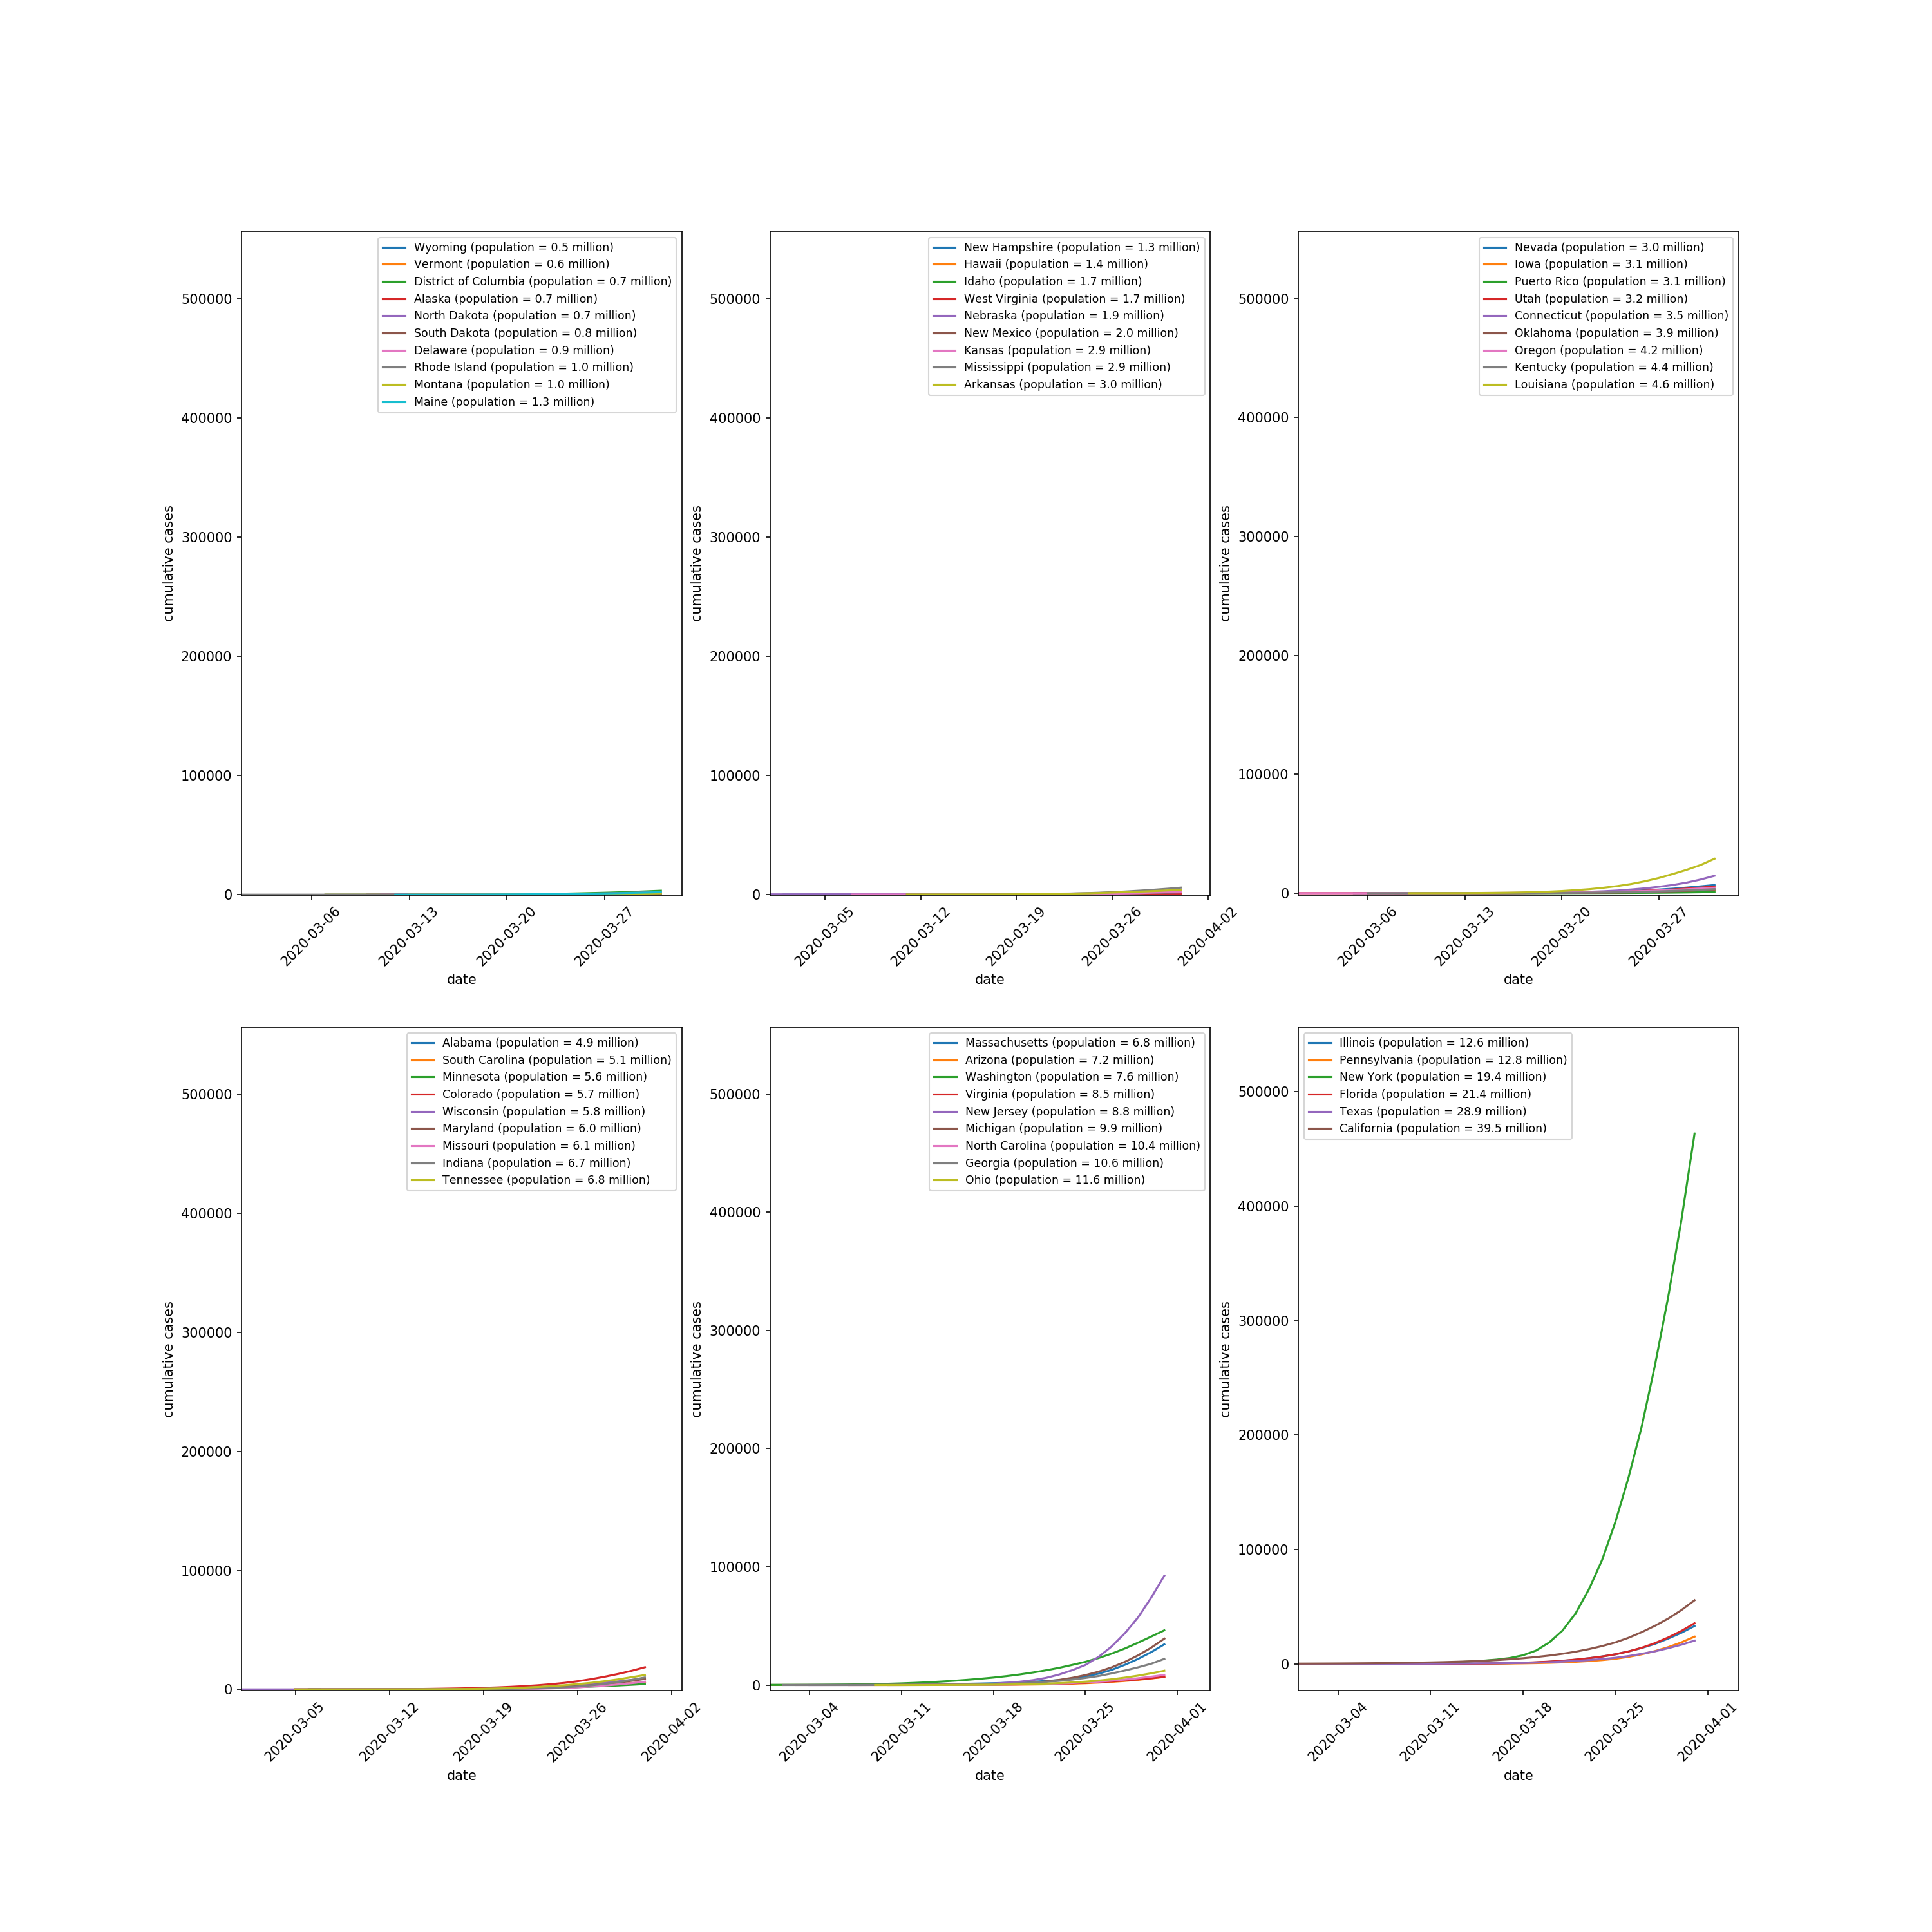 Wyoming (population = 0.5 million)
Vermont (population = 0.6 million)
District of Columbia (population = 0.7 million)
Alaska (population = 0.7 million)
North Dakota (population = 0.7 million)
South Dakota (population = 0.8 million)
Delaware (population = 0.9 million)
Rhode Island (population = 1.0 million)
Montana (population = 1.0 million)
Maine (population = 1.3 million)
500000
400000
300000
200000
100000
0
cumulative cases
2020-03-06
2020-03-13
2020-03-20
2020-03-27
date
New Hampshire (population = 1.3 million)
Hawaii (population = 1.4 million)
Idaho (population = 1.7 million)
West Virginia (population = 1.7 million)
Nebraska (population = 1.9 million)
New Mexico (population = 2.0 million)
Kansas (population = 2.9 million)
Mississippi (population = 2.9 million)
Arkansas (population = 3.0 million)
500000
400000
300000
200000
100000
0
cumulative cases
2020-03-05
2020-03-12
2020-03-19
2020-03-26
2020-04-02
date
Nevada (population = 3.0 million)
Iowa (population = 3.1 million)
Puerto Rico (population = 3.1 million)
Utah (population = 3.2 million)
Connecticut (population = 3.5 million)
Oklahoma (population = 3.9 million)
Oregon (population = 4.2 million)
Kentucky (population = 4.4 million)
Louisiana (population = 4.6 million)
500000
400000
300000
200000
100000
0
cumulative cases
2020-03-06
2020-03-13
2020-03-20
2020-03-27
date
Alabama (population = 4.9 million)
South Carolina (population = 5.1 million)
Minnesota (population = 5.6 million)
Colorado (population = 5.7 million)
Wisconsin (population = 5.8 million)
Maryland (population = 6.0 million)
Missouri (population = 6.1 million)
Indiana (population = 6.7 million)
Tennessee (population = 6.8 million)
500000
400000
300000
200000
100000
0
cumulative cases
2020-03-05
2020-03-12
2020-03-19
2020-03-26
2020-04-02
date
Massachusetts (population = 6.8 million)
Arizona (population = 7.2 million)
Washington (population = 7.6 million)
Virginia (population = 8.5 million)
New Jersey (population = 8.8 million)
Michigan (population = 9.9 million)
North Carolina (population = 10.4 million)
Georgia (population = 10.6 million)
Ohio (population = 11.6 million)
500000
400000
300000
200000
100000
0
cumulative cases
2020-03-04
2020-03-11
2020-03-18
2020-03-25
2020-04-01
date
Illinois (population = 12.6 million)
Pennsylvania (population = 12.8 million)
New York (population = 19.4 million)
Florida (population = 21.4 million)
Texas (population = 28.9 million)
California (population = 39.5 million)
500000
400000
300000
200000
100000
0
cumulative cases
2020-03-04
2020-03-11
2020-03-18
2020-03-25
2020-04-01
date